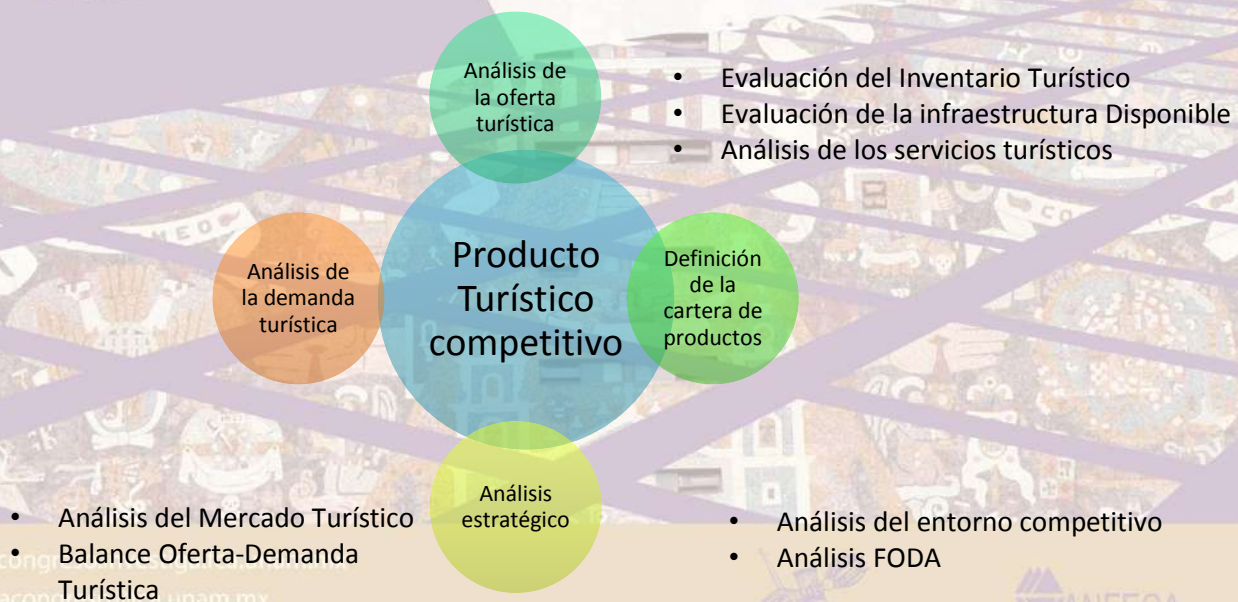 Análisis de
la oferta
turística
• Evaluación del Inventario Turístico
• Evaluación de la infraestructura Disponible
• Análisis de los servicios turísticos
Análisis de
la demanda
turística
Producto
Turístico
competitivo
Definición
de la
cartera de
productos
Análisis
estratégico
• Análisis del Mercado Turístico
• Balance Oferta-Demanda
Turística
• Análisis del entorno competitivo
• Análisis FODA